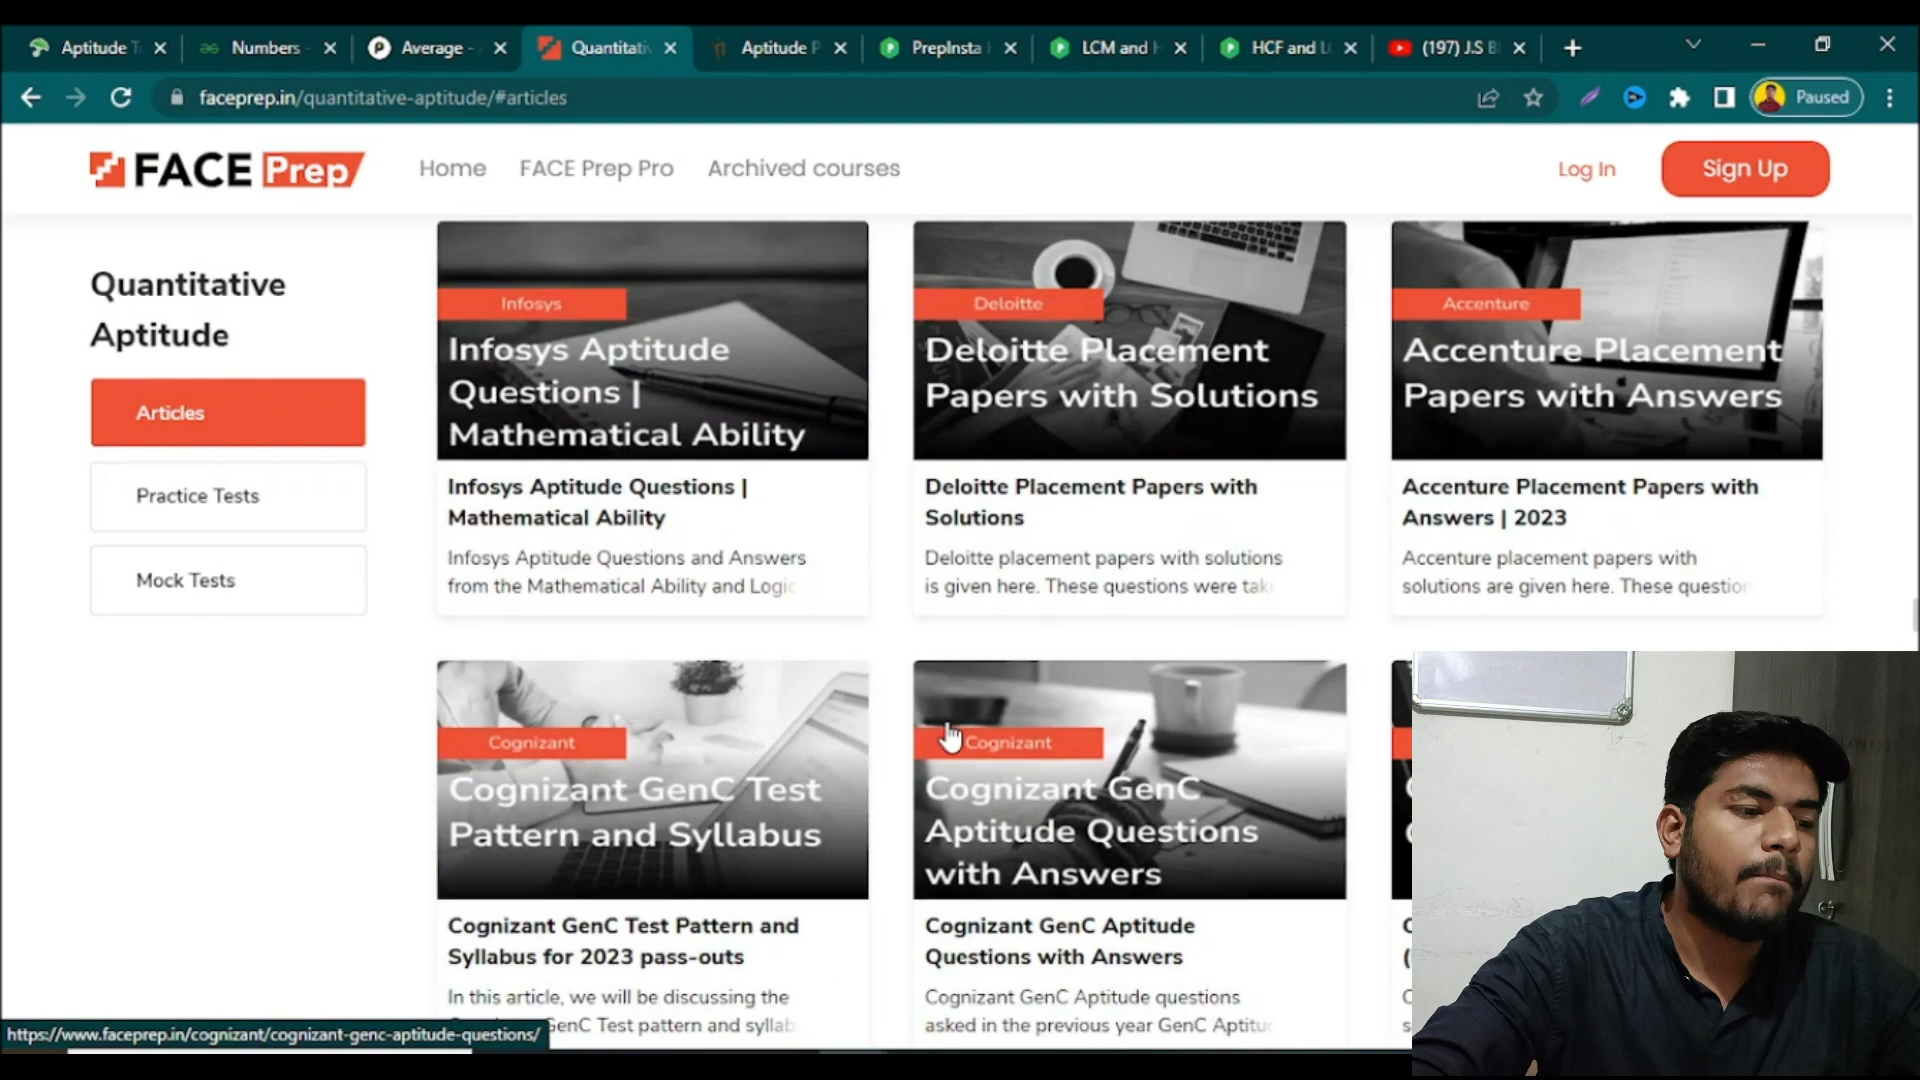 Aptitude T
Numbers -
Average -
Quantitati
Aptitude P
PrepInsta
LCM and H
HCF and L
(197) J.S B
faceprep.in/quantitative-aptitude/#articles
Paused
FACE Prep
Home
FACE Prep Pro
Archived courses
Log In
Sign Up
Quantitative
Aptitude
Articles
Practice Tests
Mock Tests
Infosys
Infosys Aptitude
Questions |
Mathematical Ability
Infosys Aptitude Questions |
Mathematical Ability
Infosys Aptitude Questions and Answers
from the Mathematical Ability and Logic
Deloitte
Deloitte Placement
Papers with Solutions
Deloitte Placement Papers with
Solutions
Deloitte placement papers with solutions
is given here. These questions were tak
Accenture
Accenture Placement
Papers with Answers
Accenture Placement Papers with
Answers | 2023
Accenture placement papers with
solutions are given here. These question
Cognizant
Cognizant GenC Test
Pattern and Syllabus
Cognizant GenC Test Pattern and
Syllabus for 2023 pass-outs
In this article, we will be discussing the
GenC Test pattern and syllab
Cognizant
Cognizant GenC
Aptitude Questions
with Answers
Cognizant GenC Aptitude
Questions with Answers
Cognizant GenC Aptitude questions
asked in the previous year GenC Aptitu
https://www.faceprep.in/cognizant/cognizant-genc-aptitude-questions/